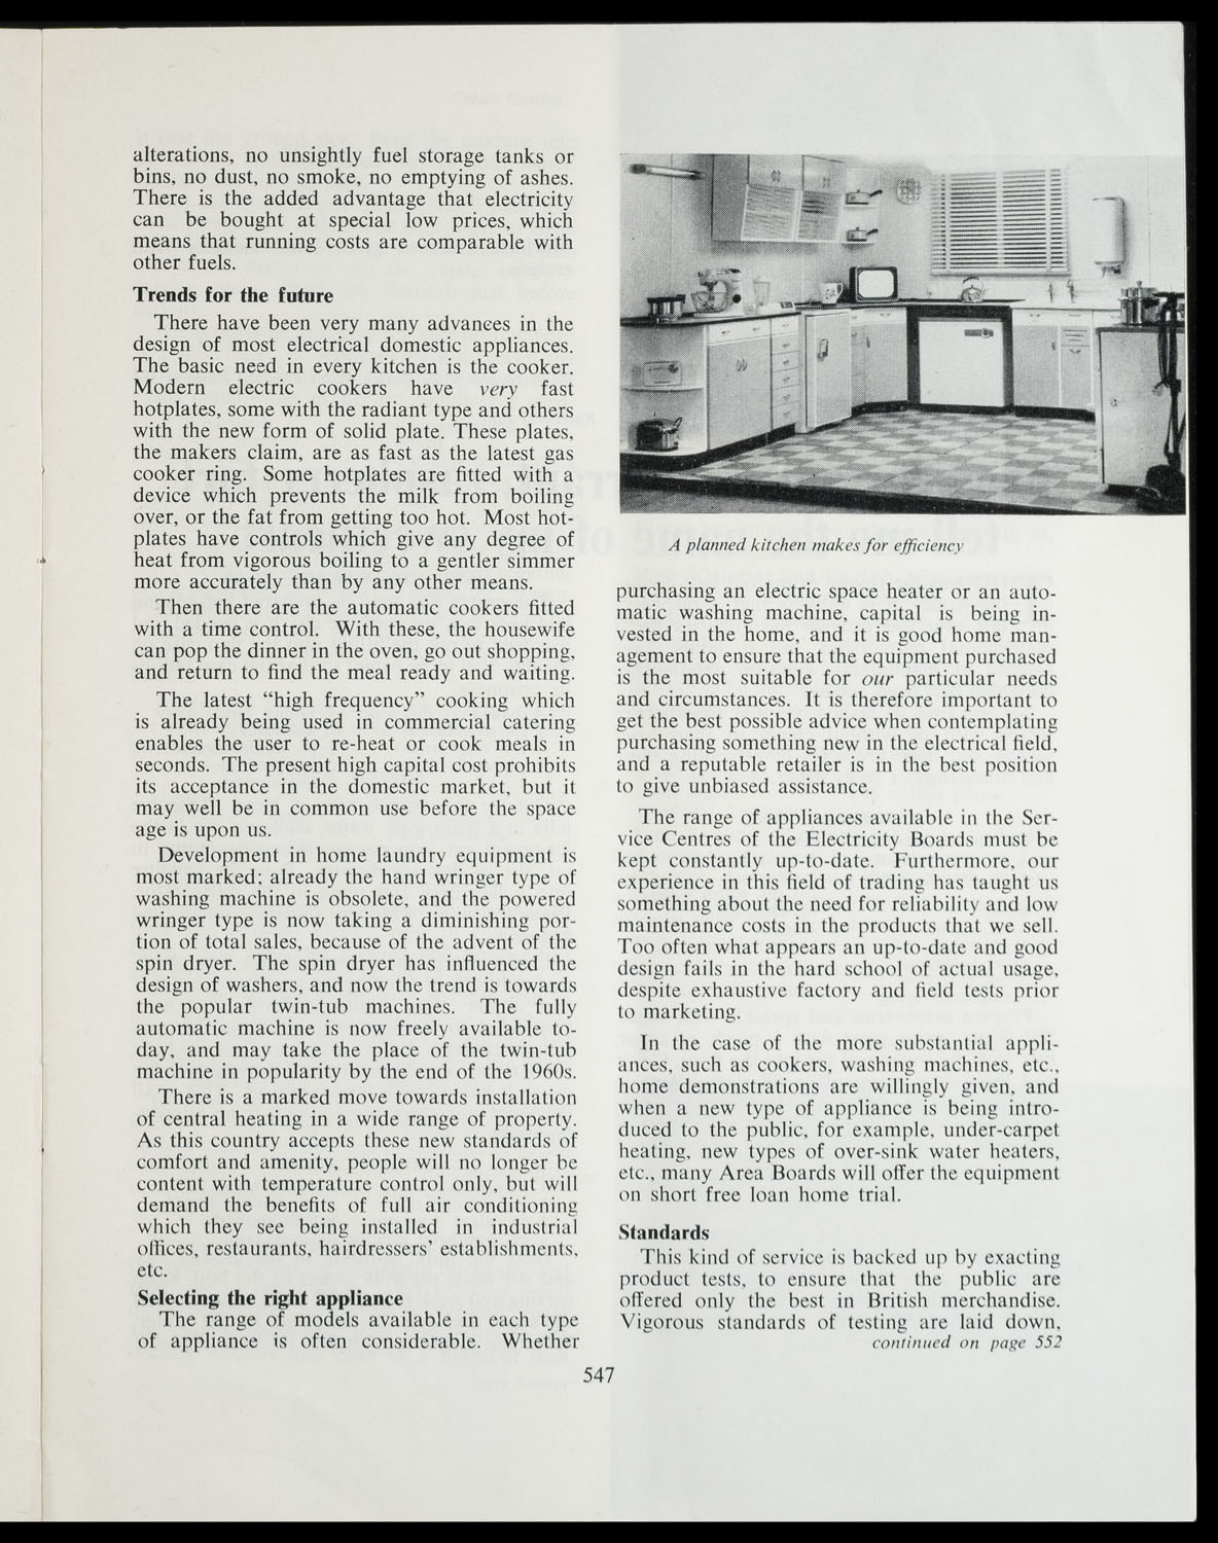 alterations, no unsightly fuel storage tanks or
bins, no dust, no smoke, no emptying of ashes.
There is the added advantage that electricity
can be bought at special low prices, which
means that running costs are comparable with
other fuels.
Trends for the future
There have been very many advances in the
design of most electrical domestic appliances.
The basic need in every kitchen is the cooker.
Modern electric cookers have very fast
hotplates, some with the radiant type and others
with the new form of solid plate. These plates,
the makers claim, are as fast as the latest gas
cooker ring. Some hotplates are fitted with a
device which prevents the milk from boiling
over, or the fat from getting too hot. Most hot-
plates have controls which give any degree of
heat from vigorous boiling to a gentler simmer
more accurately than by any other means.
Then there are the automatic cookers fitted
with a time control. With these, the housewife
can pop the dinner in the oven, go out shopping,
and return to find the meal ready and waiting.
The latest “high frequency” cooking which
is already being used in commercial catering
enables the user to re-heat or cook meals in
seconds. The present high capital cost prohibits
its acceptance in the domestic market, but it
may well be in common use before the space
age is upon us.
Development in home laundry equipment is
most marked; already the hand wringer type of
washing machine is obsolete, and the powered
wringer type is now taking a diminishing por-
tion of total sales, because of the advent of the
spin dryer. The spin dryer has influenced the
design of washers, and now the trend is towards
the popular twin-tub machines. The fully
automatic machine is now freely available to-
day, and may take the place of the twin-tub
machine in popularity by the end of the 1960s.
There is a marked move towards installation
of central heating in a wide range of property.
As this country accepts these new standards of
comfort and amenity, people will no longer be
content with temperature control only, but will
demand the benefits of full air conditioning
which they see being installed in industrial
offices, restaurants, hairdressers’ establishments,
etc.
Selecting the right appliance
The range of models available in each type
of appliance is often considerable. Whether
A planned kitchen makes for efficiency
purchasing an electric space heater or an auto-
matic washing machine, capital is being in-
vested in the home, and it is good home man-
agement to ensure that the equipment purchased
is the most suitable for our particular needs
and circumstances. It is therefore important to
get the best possible advice when contemplating
purchasing something new in the electrical field,
and a reputable retailer is in the best position
to give unbiased assistance.
The range of appliances available in the Ser-
vice Centres of the Electricity Boards must be
kept constantly up-to-date. Furthermore, our
experience in this field of trading has taught us
something about the need for reliability and low
maintenance costs in the products that we sell.
Too often what appears an up-to-date and good
design fails in the hard school of actual usage,
despite exhaustive factory and field tests prior
to marketing.
In the case of the more substantial appli-
ances, such as cookers, washing machines, etc.,
home demonstrations are willingly given, and
when a new type of appliance is being intro-
duced to the public, for example, under-carpet
heating, new types of over-sink water heaters,
etc., many Area Boards will offer the equipment
on short free loan home trial.
Standards
This kind of service is backed up by exacting
product tests, to ensure that the public are
offered only the best in British merchandise.
Vigorous standards of testing are laid down,
continued on page 552
547